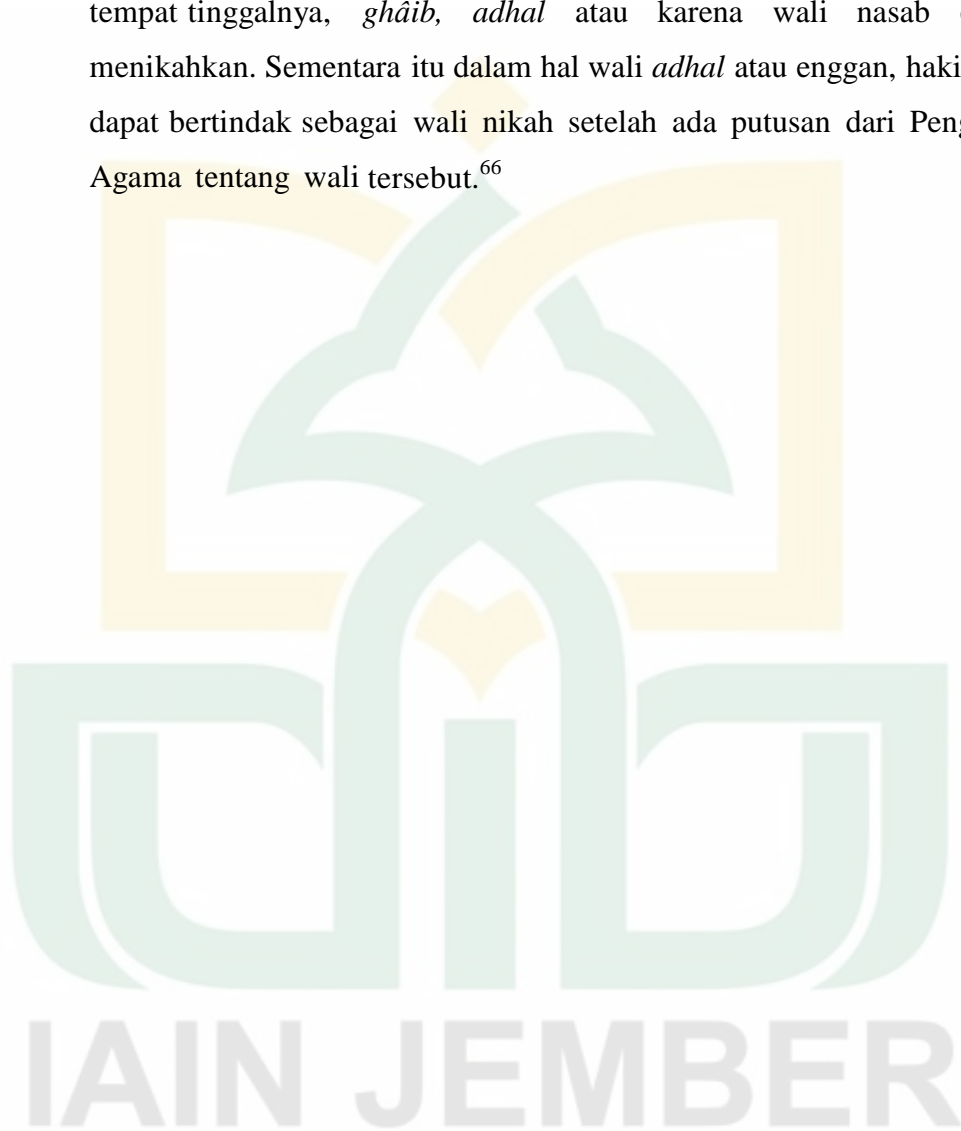 tempat tinggalnya, ghâib, adhal atau karena wali nasab
menikahkan. Sementara itu dalam hal wali adhal atau enggan,
dapat bertindak sebagai wali nikah setelah ada putusan dari
Agama tentang wali tersebut.66
IAIN JEMBER